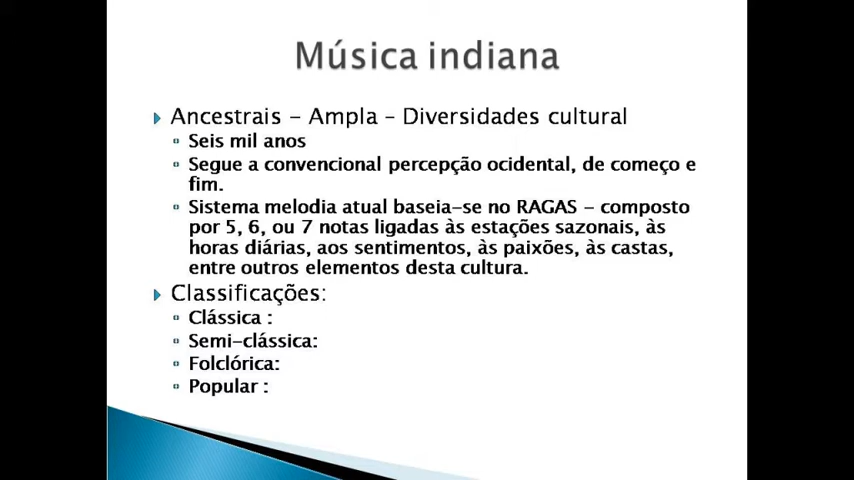 Música indiana
Ancestrais – Ampla – Diversidades cultural
Seis mil anos
Segue a convencional percepção ocidental, de começo e
fim.
Sistema melodia atual baseia-se no RAGAS – composto
por 5, 6, ou 7 notas ligadas às estações sazonais, às
horas diárias, aos sentimentos, às paixões, às castas,
entre outros elementos desta cultura.
Classificações:
Clássica :
Semi-clássica:
Folclórica:
Popular :